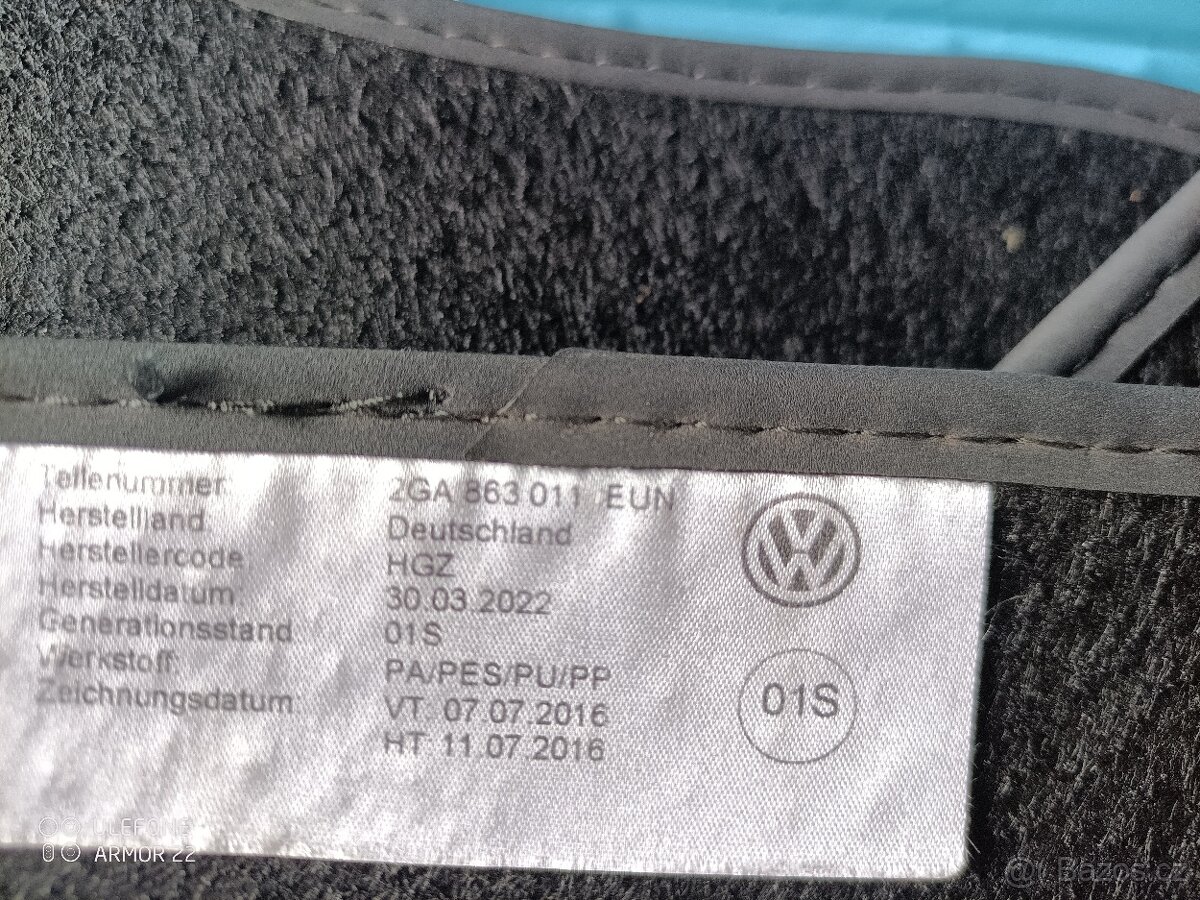 Teilenummer: 2GA 863 011 EUN
Herstelland: Deutschland
Herstellercode HGZ
Herstelldatum: 30.03.2022
Generationsstand 01S
Werkstoff: PA/PES/PU/PP
Zeichnungsdatum: VT: 07.07.2016
HT: 11.07.2016
01S
ULEFONE
ARMOR 22
Bazos.cz